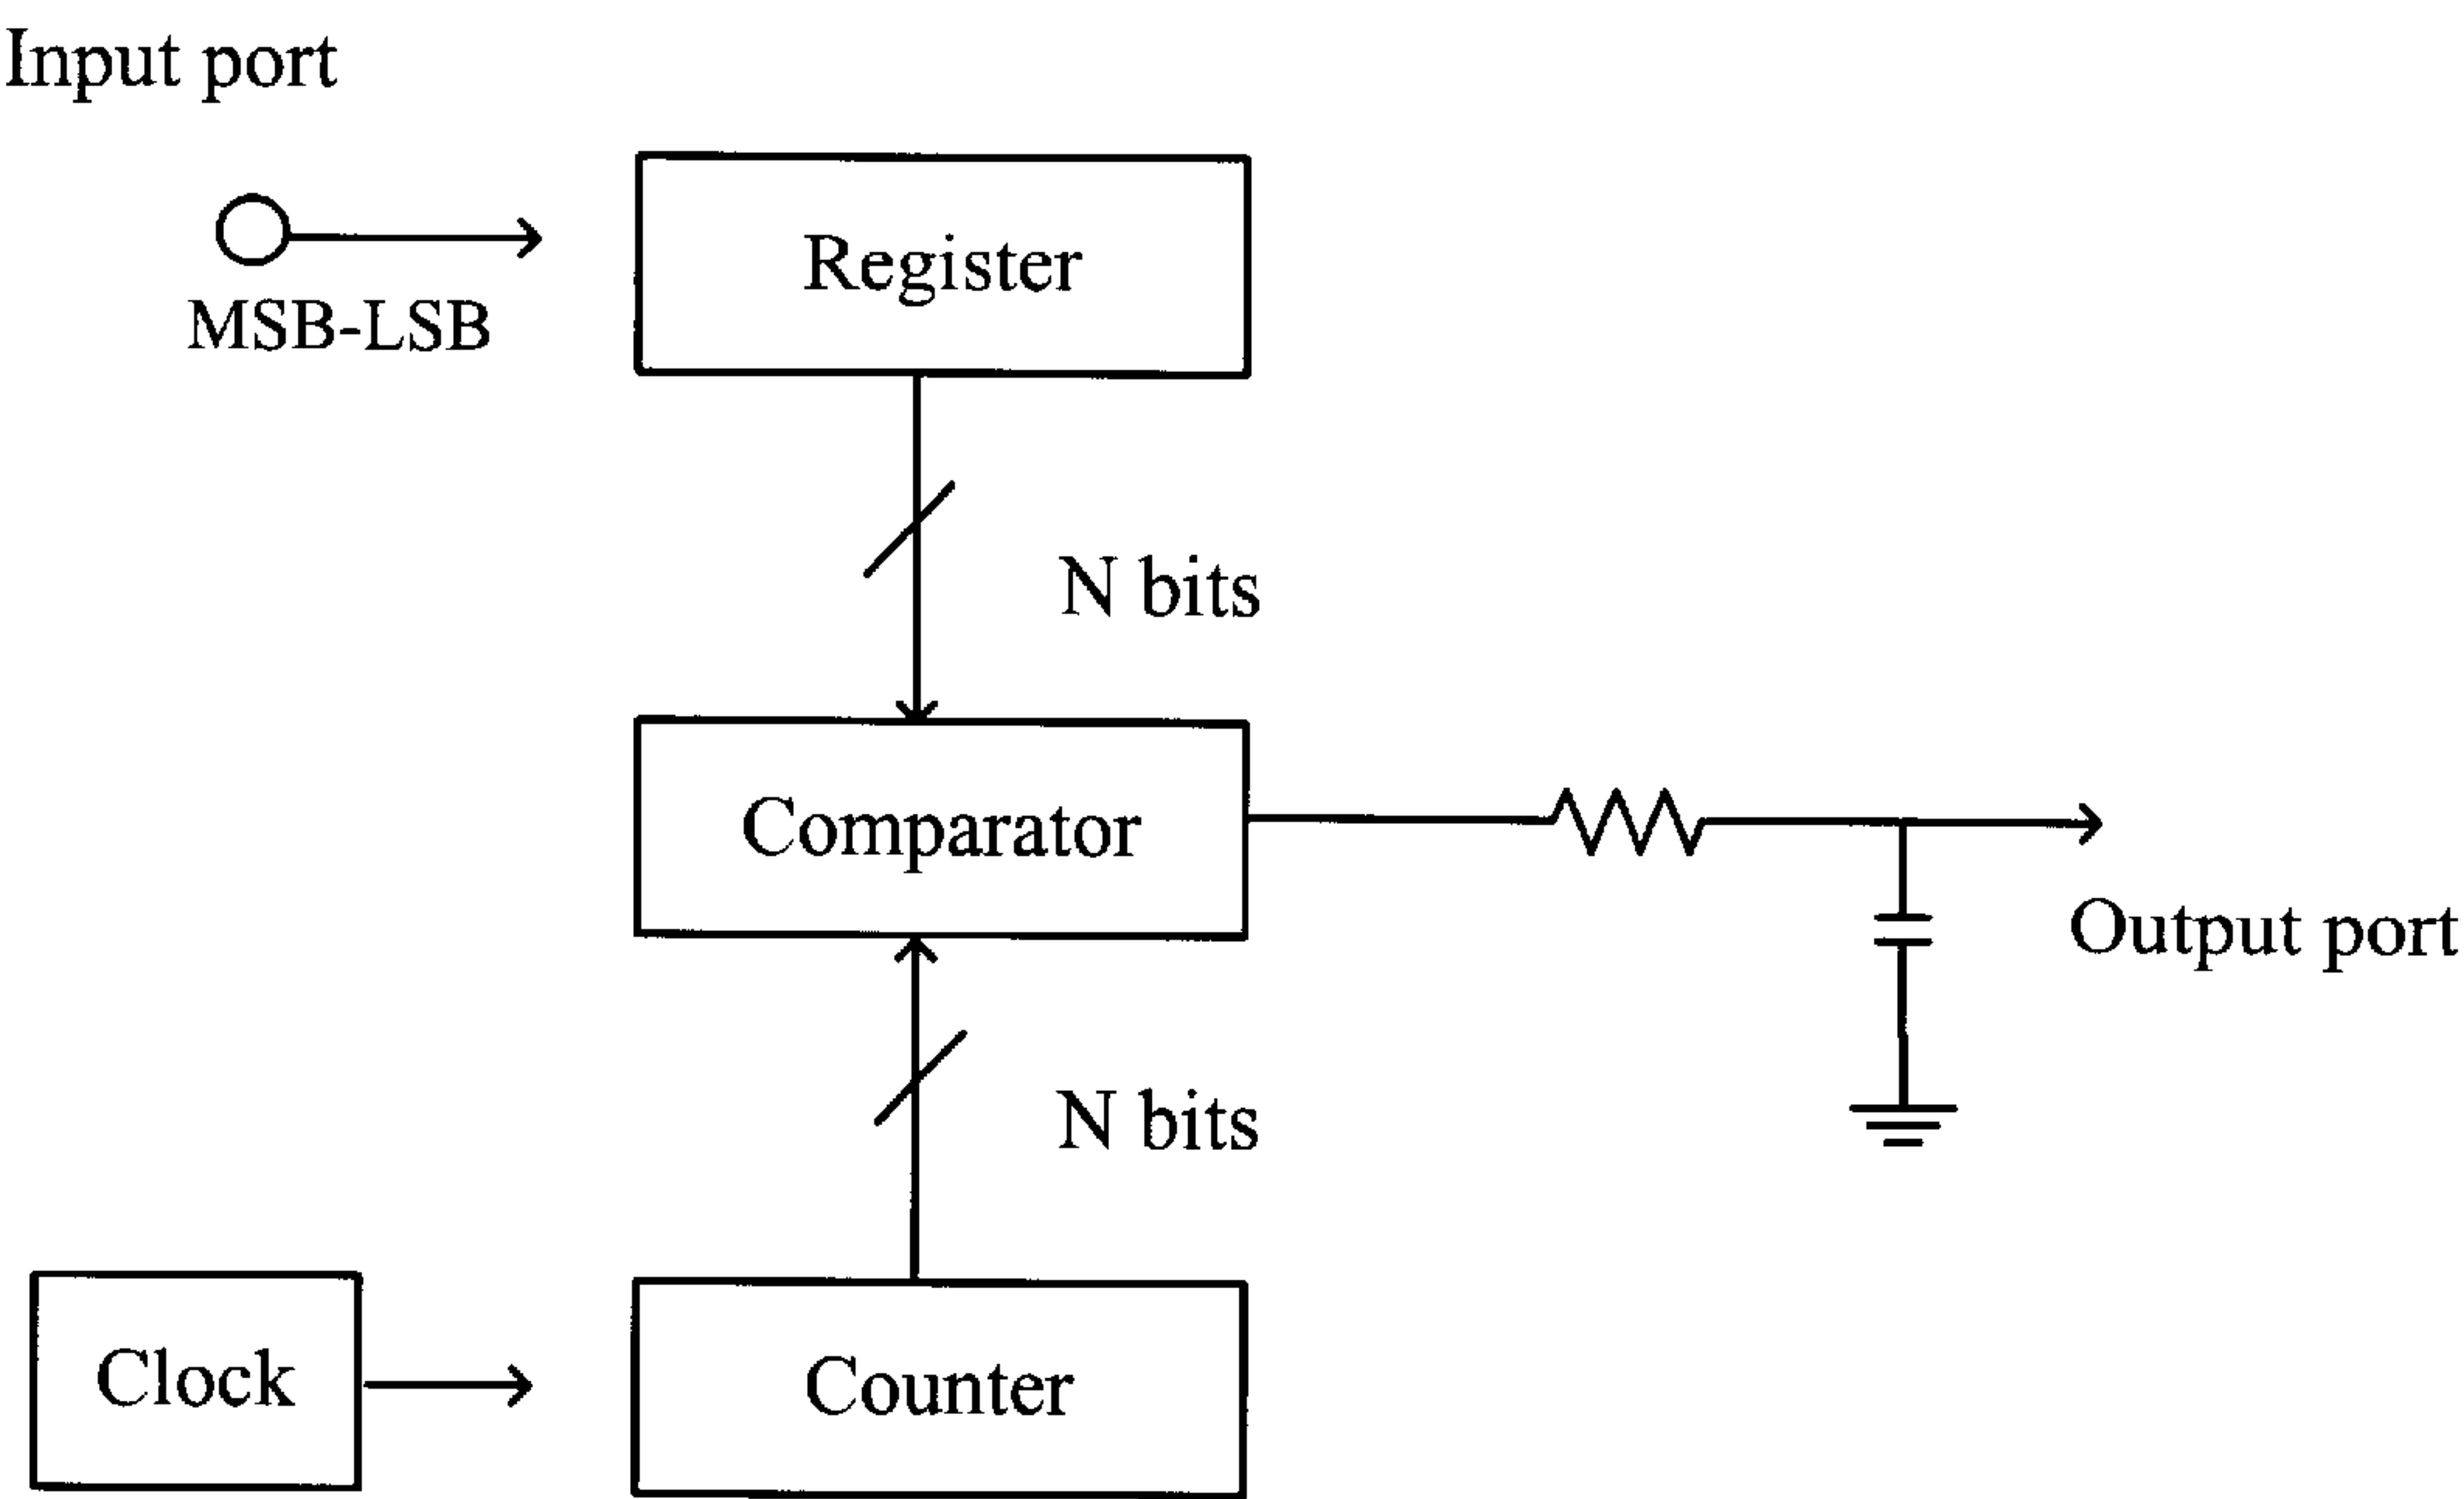 Input port
MSB-LSB
Register
N bits
Comparator
Output port
N bits
Clock
Counter